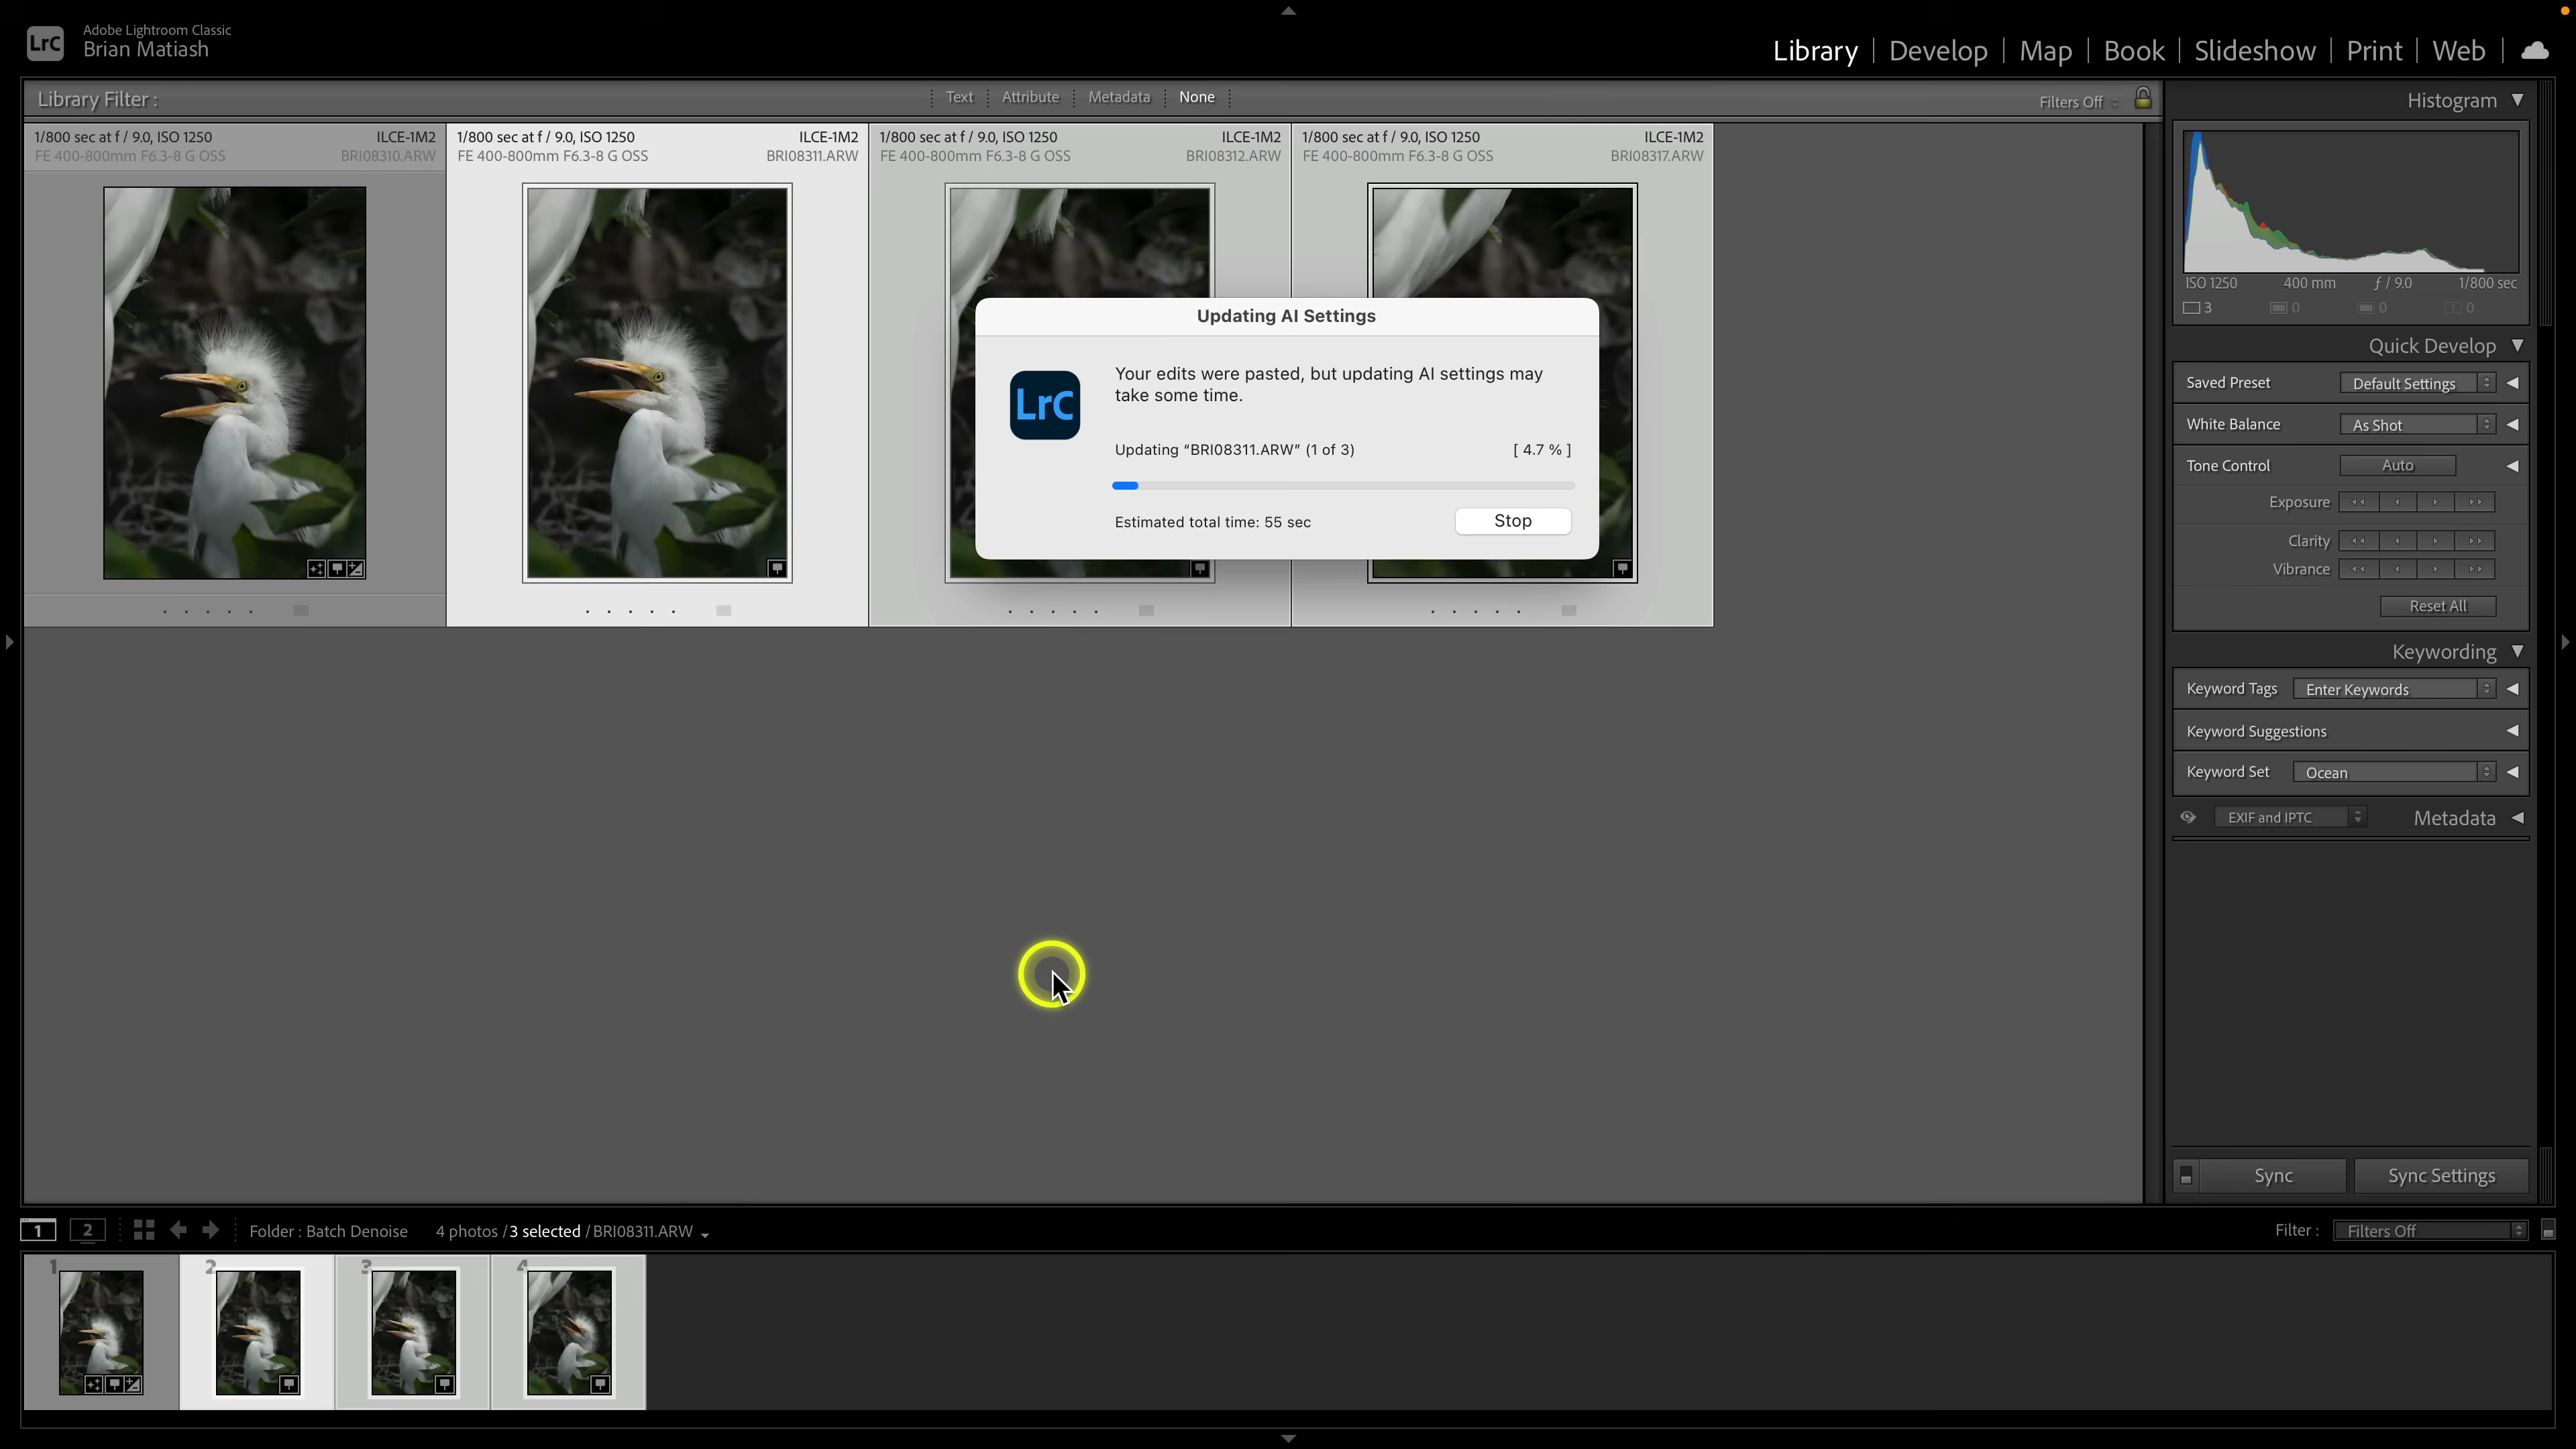 LrC
Adobe Lightroom Classic
Brian Matiash
Library | Develop | Map | Book | Slideshow | Print | Web
Library Filter :
Text Attribute Metadata None
Filters Off
1/800 sec at f / 9.0, ISO 1250 ILCE-1M2
FE 400-800mm F6.3-8 G OSS BRI08310.ARW
1/800 sec at f / 9.0, ISO 1250 ILCE-1M2
FE 400-800mm F6.3-8 G OSS BRI08311.ARW
1/800 sec at f / 9.0, ISO 1250 ILCE-1M2
FE 400-800mm F6.3-8 G OSS BRI08312.ARW
1/800 sec at f / 9.0, ISO 1250 ILCE-1M2
FE 400-800mm F6.3-8 G OSS BRI08317.ARW
Updating AI Settings
LrC
Your edits were pasted, but updating AI settings may
take some time.
Updating “BRI08311.ARW” (1 of 3) [ 4.7 % ]
Estimated total time: 55 sec
Stop
Histogram
ISO 1250 400 mm ƒ / 9.0 1/800 sec
3 0 0 0
Quick Develop
Saved Preset Default Settings
White Balance As Shot
Tone Control Auto
Exposure
Clarity
Vibrance
Reset All
Keywording
Keyword Tags Enter Keywords
Keyword Suggestions
Keyword Set Ocean
EXIF and IPTC Metadata
Sync Sync Settings
1 2 Folder : Batch Denoise 4 photos / 3 selected / BRI08311.ARW
Filter : Filters Off
1 2 3 4